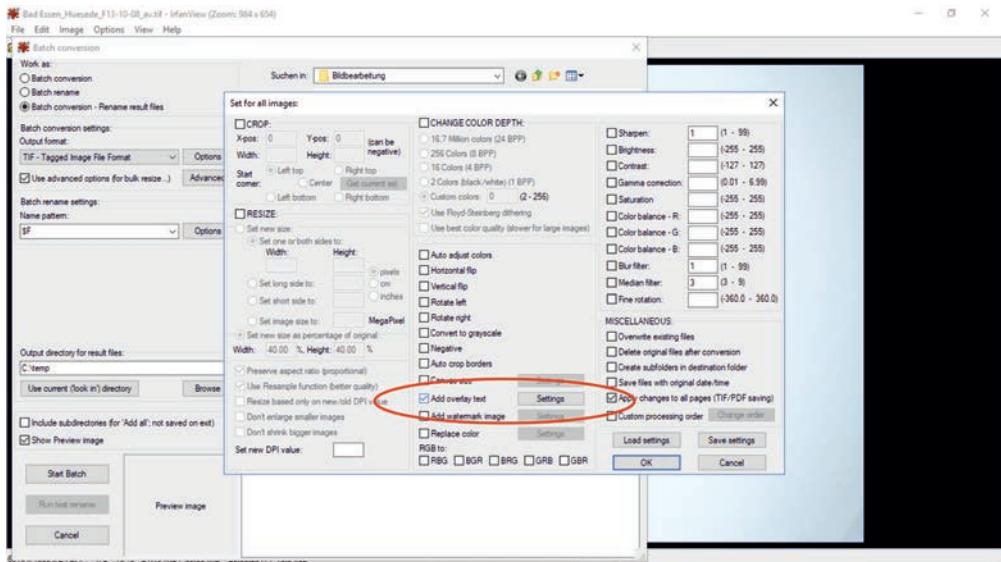 Bad Essen_Huesede_F13-10-08_av.tif - IrfanView (Zoom: 984 x 654)
File Edit Image Options View Help
Batch conversion
Work as:
Batch conversion
Batch rename
Batch conversion - Rename result files
Batch conversion settings:
Output format:
TIF - Tagged Image File Format
Options
Use advanced options (for bulk resize...)
Advanced
Batch rename settings:
Name pattern:
$F
Options
Output directory for result files:
C:\temp
Use current ('look in') directory
Browse
Include subdirectories (for 'Add all'; not saved on exit)
Show Preview image
Start Batch
Run test rename
Cancel
Preview image
Suchen in:
Bildbearbeitung
Set for all images:
CROP:
X-pos: 0 Y-pos: 0 (can be negative)
Width: Height:
Start corner:
Left top Right top
Center Get current sel.
Left bottom Right bottom
RESIZE:
Set new size:
Set one or both sides to:
Width: Height:
pixels
Set long side to:
cm
Set short side to:
inches
Set image size to: MegaPixel
Set new size as percentage of original:
Width: 40.00 %, Height: 40.00 %
Preserve aspect ratio (proportional)
Use Resample function (better quality)
Resize based only on new/old DPI value
Don't enlarge smaller images
Don't shrink bigger images
Set new DPI value:
CHANGE COLOR DEPTH:
16.7 Million colors (24 BPP)
256 Colors (8 BPP)
16 Colors (4 BPP)
2 Colors (black/white) (1 BPP)
Custom colors: 0 (2 - 256)
Use Floyd-Steinberg dithering
Use best color quality (slower for large images)
Auto adjust colors
Horizontal flip
Vertical flip
Rotate left
Rotate right
Convert to grayscale
Negative
Auto crop borders
Canvas size Settings
Add overlay text Settings
Add watermark image Settings
Replace color Settings
RGB to:
RBG BGR BRG GRB GBR
Sharpen: 1 (1 - 99)
Brightness: (-255 - 255)
Contrast: (-127 - 127)
Gamma correction: (0.01 - 6.99)
Saturation (-255 - 255)
Color balance - R: (-255 - 255)
Color balance - G: (-255 - 255)
Color balance - B: (-255 - 255)
Blur filter: 1 (1 - 99)
Median filter: 3 (3 - 9)
Fine rotation: (-360.0 - 360.0)
MISCELLANEOUS:
Overwrite existing files
Delete original files after conversion
Create subfolders in destination folder
Save files with original date/time
Apply changes to all pages (TIF/PDF saving)
Custom processing order Change order
Load settings Save settings
OK Cancel